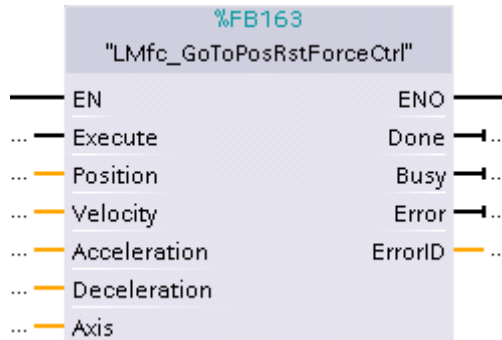 %FB163
"LMfc_GoToPosRstForceCtrl"
EN ENO
... Execute Done ...
... Position Busy ...
... Velocity Error ...
... Acceleration ErrorID ...
... Deceleration
... Axis